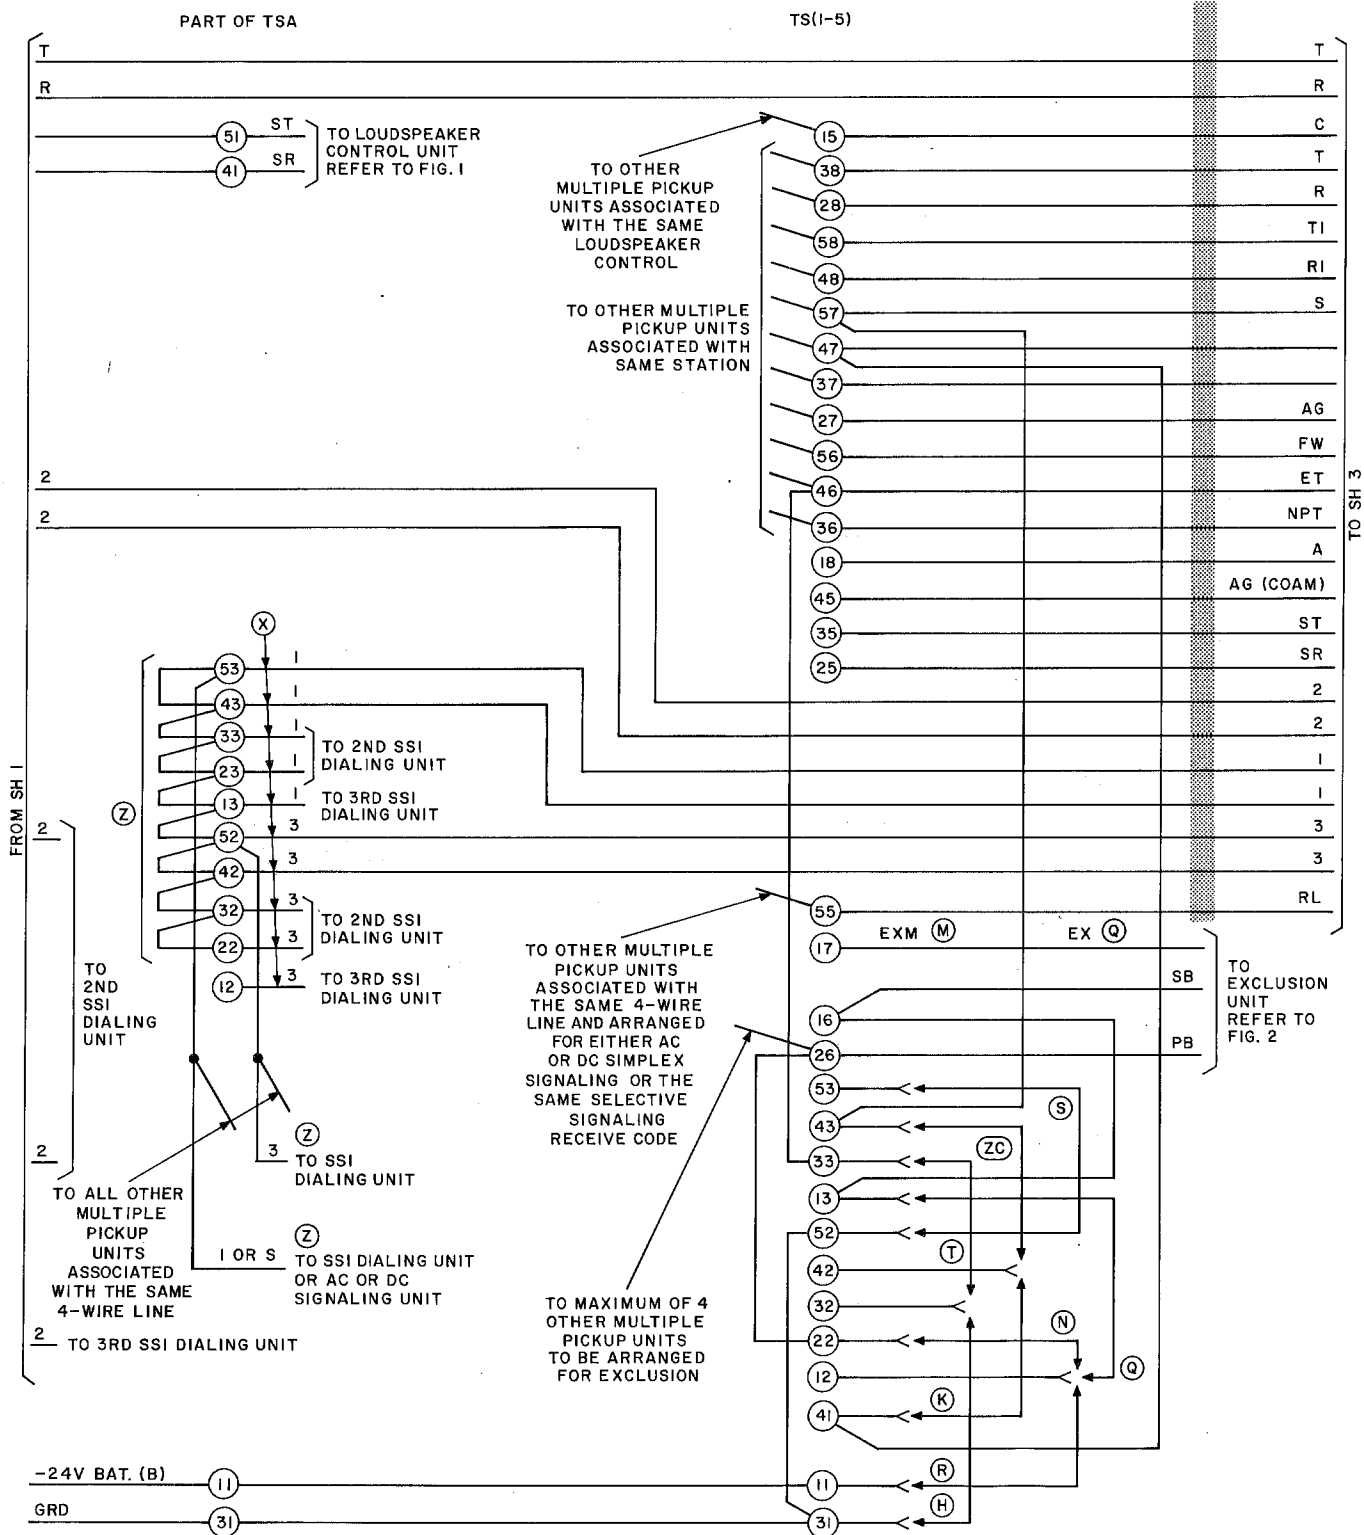 PART OF TSA
TS(1-5)
T
T
R
R
51
ST
41
SR
TO LOUDSPEAKER
CONTROL UNIT
REFER TO FIG. 1
15
C
38
T
28
R
58
T1
48
R1
57
S
47
37
27
AG
56
FW
46
ET
36
NPT
18
A
45
AG (COAM)
35
ST
25
SR
TO OTHER
MULTIPLE PICKUP
UNITS ASSOCIATED
WITH THE SAME
LOUDSPEAKER
CONTROL
TO OTHER MULTIPLE
PICKUP UNITS
ASSOCIATED WITH
SAME STATION
2
2
2
2
1
1
3
3
TO SH 3
FROM SH 1
X
Z
53
1
43
1
33
1
23
1
TO 2ND SSI
DIALING UNIT
13
1
TO 3RD SSI
DIALING UNIT
52
3
42
3
32
3
22
3
TO 2ND SSI
DIALING UNIT
12
3
TO 3RD SSI
DIALING UNIT
2
2
TO
2ND
SSI
DIALING
UNIT
3
Z
TO SSI
DIALING UNIT
1 OR S
Z
TO SSI DIALING UNIT
OR AC OR DC
SIGNALING UNIT
TO ALL OTHER
MULTIPLE
PICKUP
UNITS
ASSOCIATED
WITH THE SAME
4-WIRE LINE
2
TO 3RD SSI DIALING UNIT
55
RL
17
EXM M
EX Q
SB
16
26
PB
TO
EXCLUSION
UNIT
REFER TO
FIG. 2
TO OTHER MULTIPLE
PICKUP UNITS
ASSOCIATED WITH
THE SAME 4-WIRE
LINE AND ARRANGED
FOR EITHER AC
OR DC SIMPLEX
SIGNALING OR THE
SAME SELECTIVE
SIGNALING
RECEIVE CODE
53
S
43
ZC
33
13
52
T
42
32
N
22
Q
12
K
41
TO MAXIMUM OF 4
OTHER MULTIPLE
PICKUP UNITS
TO BE ARRANGED
FOR EXCLUSION
-24V BAT. (B)
11
11
R
GRD
31
31
H